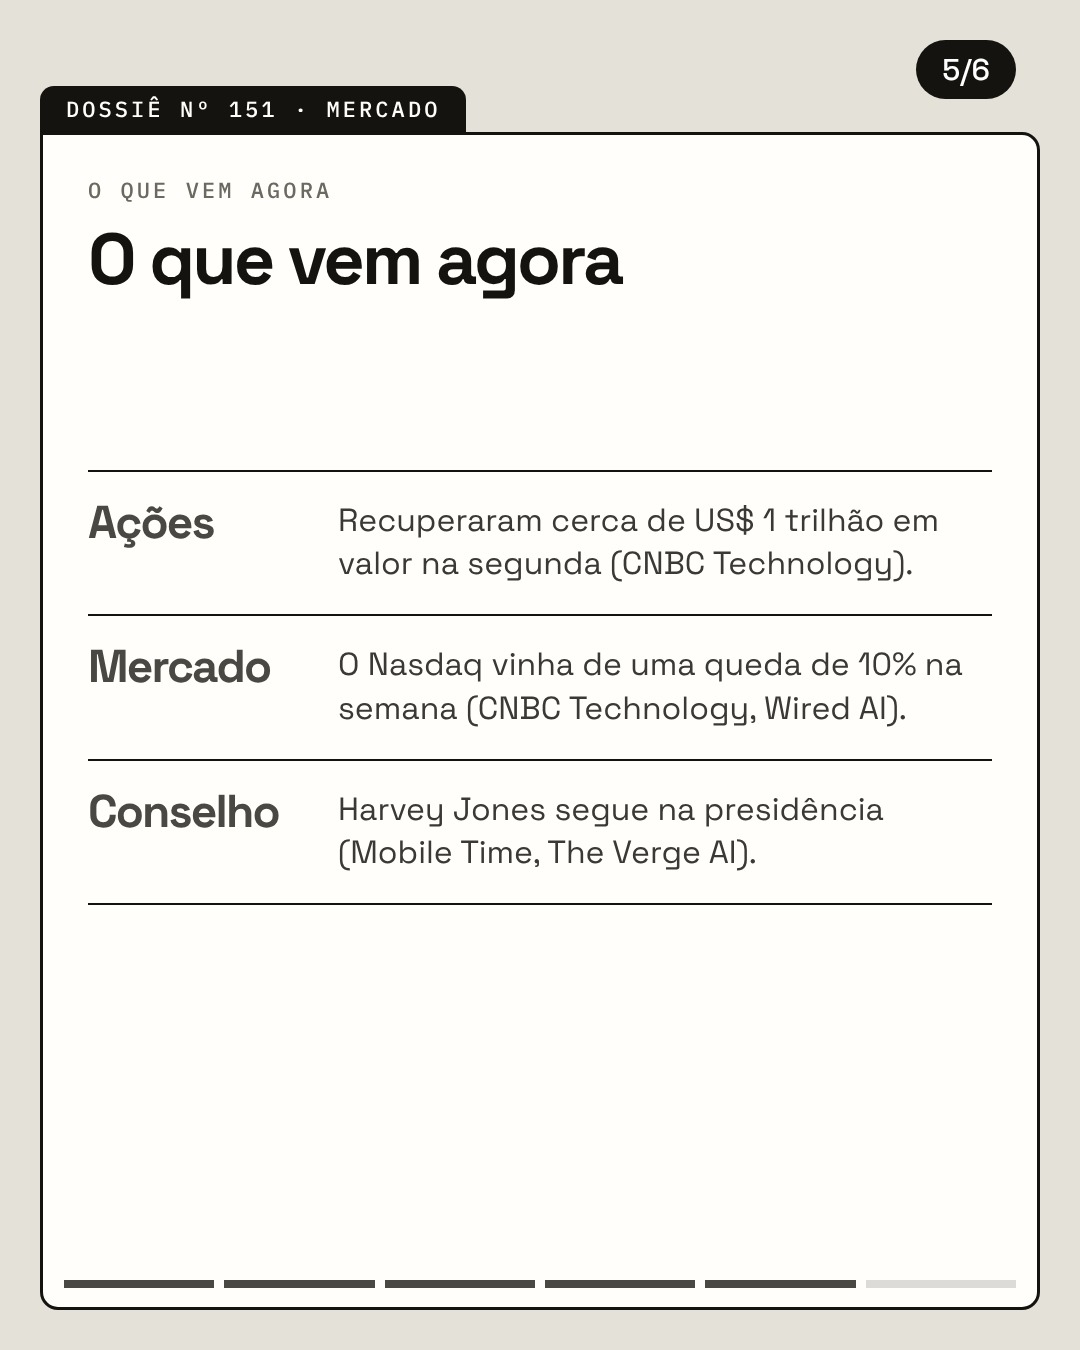 5/6
DOSSIÊ Nº 151 · MERCADO
O QUE VEM AGORA
O que vem agora
Ações
Recuperaram cerca de US$ 1 trilhão em
valor na segunda (CNBC Technology).
Mercado
O Nasdaq vinha de uma queda de 10% na
semana (CNBC Technology, Wired AI).
Conselho
Harvey Jones segue na presidência
(Mobile Time, The Verge AI).